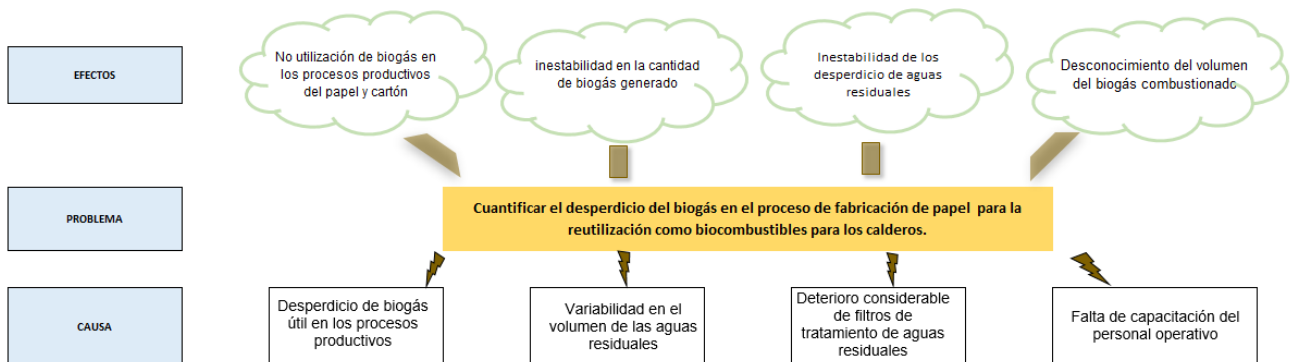 EFECTOS
No utilización de biogás en
los procesos productivos
del papel y cartón
inestabilidad en la cantidad
de biogás generado
Inestabilidad de los
desperdicio de aguas
residuales
Desconocimiento del volumen
del biogás combustionado
PROBLEMA
Cuantificar el desperdicio del biogás en el proceso de fabricación de papel para la
reutilización como biocombustibles para los calderos.
CAUSA
Desperdicio de biogás
útil en los procesos
productivos
Variabilidad en el
volumen de las aguas
residuales
Deterioro considerable
de filtros de
tratamiento de aguas
residuales
Falta de capacitación del
personal operativo